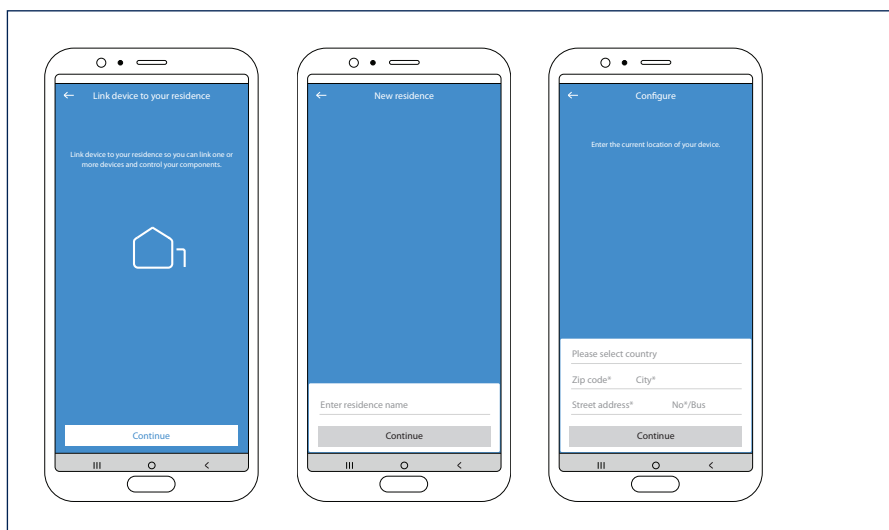 Link device to your residence
Link device to your residence so you can link one or
more devices and control your components.
Continue
New residence
Enter residence name
Continue
Configure
Enter the current location of your device.
Please select country
Zip code* City*
Street address* No*/Bus
Continue